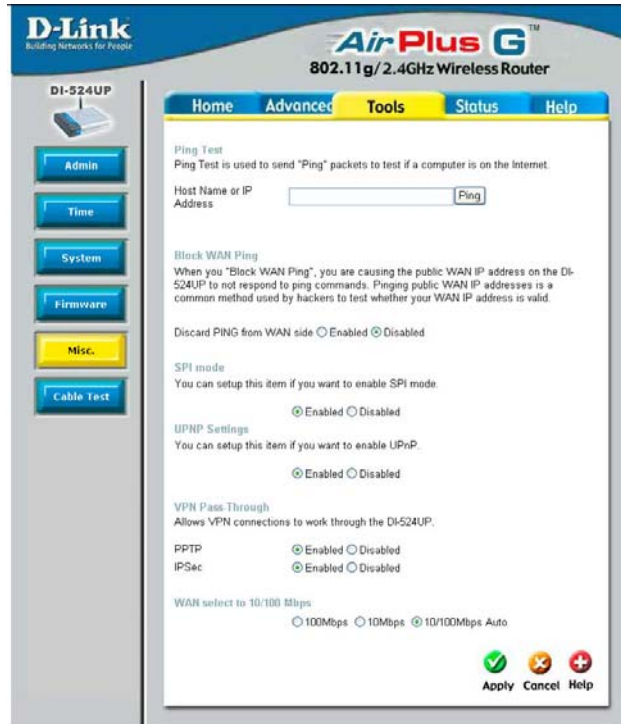 D-Link
Building Networks for People
Air Plus G™
802.11g/2.4GHz Wireless Router
DI-524UP
Home Advanced Tools Status Help
Admin
Time
System
Firmware
Misc.
Cable Test
Ping Test
Ping Test is used to send "Ping" packets to test if a computer is on the Internet.
Host Name or IP
Address
Ping
Block WAN Ping
When you "Block WAN Ping", you are causing the public WAN IP address on the DI-
524UP to not respond to ping commands. Pinging public WAN IP addresses is a
common method used by hackers to test whether your WAN IP address is valid.
Discard PING from WAN side Enabled Disabled
SPI mode
You can setup this item if you want to enable SPI mode.
Enabled Disabled
UPNP Settings
You can setup this item if you want to enable UPnP.
Enabled Disabled
VPN Pass-Through
Allows VPN connections to work through the DI-524UP.
PPTP Enabled Disabled
IPSec Enabled Disabled
WAN select to 10/100 Mbps
100Mbps 10Mbps 10/100Mbps Auto
Apply Cancel Help